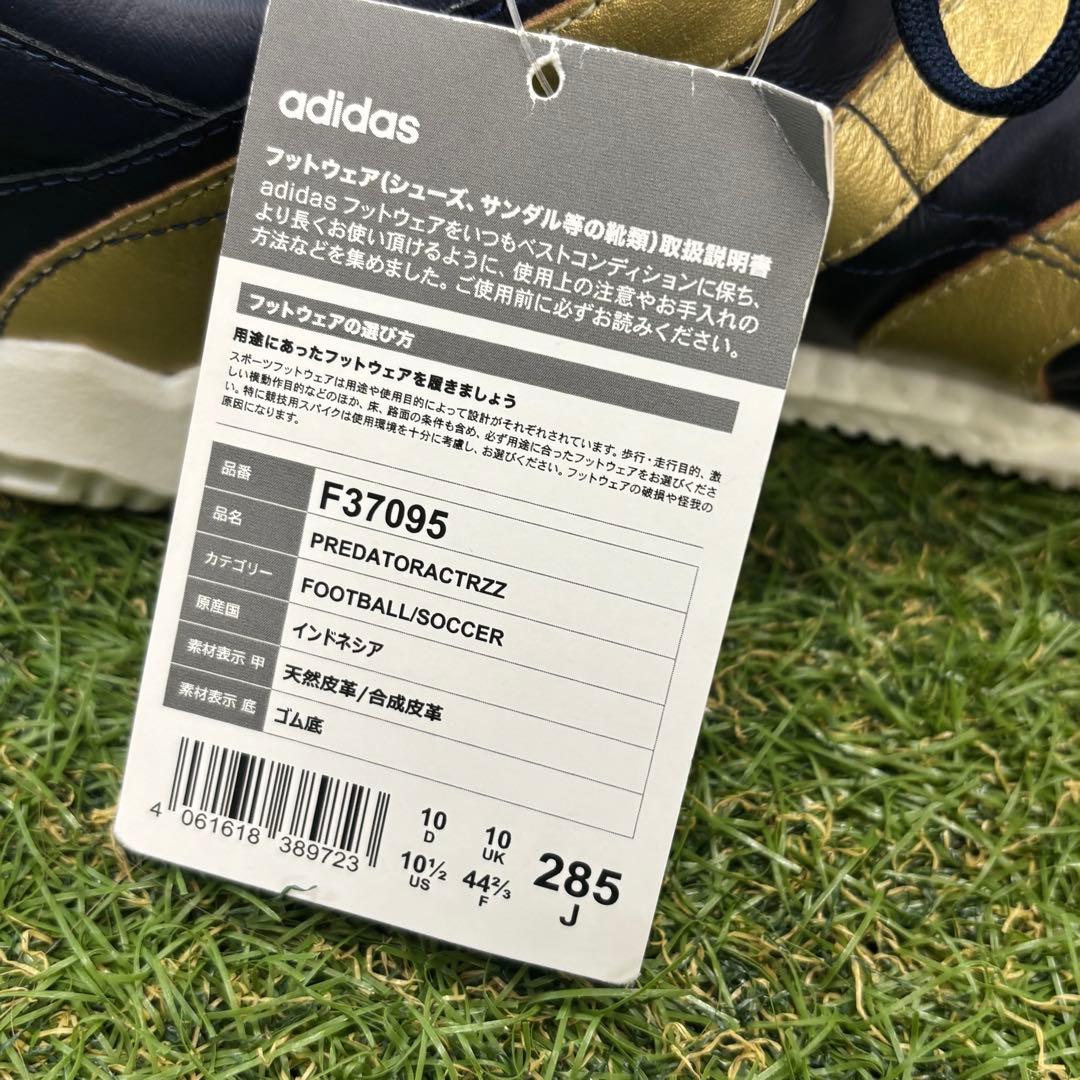 adidas
フットウェア(シューズ、サンダル等の靴類)取扱説明書
adidas フットウェアをいつもベストコンディションに保ち、
より長くお使い頂けるように、使用上の注意やお手入れの
方法などを集めました。ご使用前に必ずお読みください。
フットウェアの選び方
用途にあったフットウェアを履きましょう
スポーツフットウェアは用途や使用目的によって設計がそれぞれされています。歩行・走行目的、激
しい横動作目的などのほか、床、路面の条件も含め、必ず用途に合ったフットウェアをお選びくださ
い。特に競技用スパイクは使用環境を十分に考慮し、お選びください。フットウェアの破損や怪我の
原因になります。
品番 F37095
品名 PREDATORACTRZZ
カテゴリー FOOTBALL/SOCCER
原産国 インドネシア
素材表示 甲 天然皮革/合成皮革
素材表示 底 ゴム底
4 061618 389723
10 D
10 UK
10½ US
44⅔ F
285 J